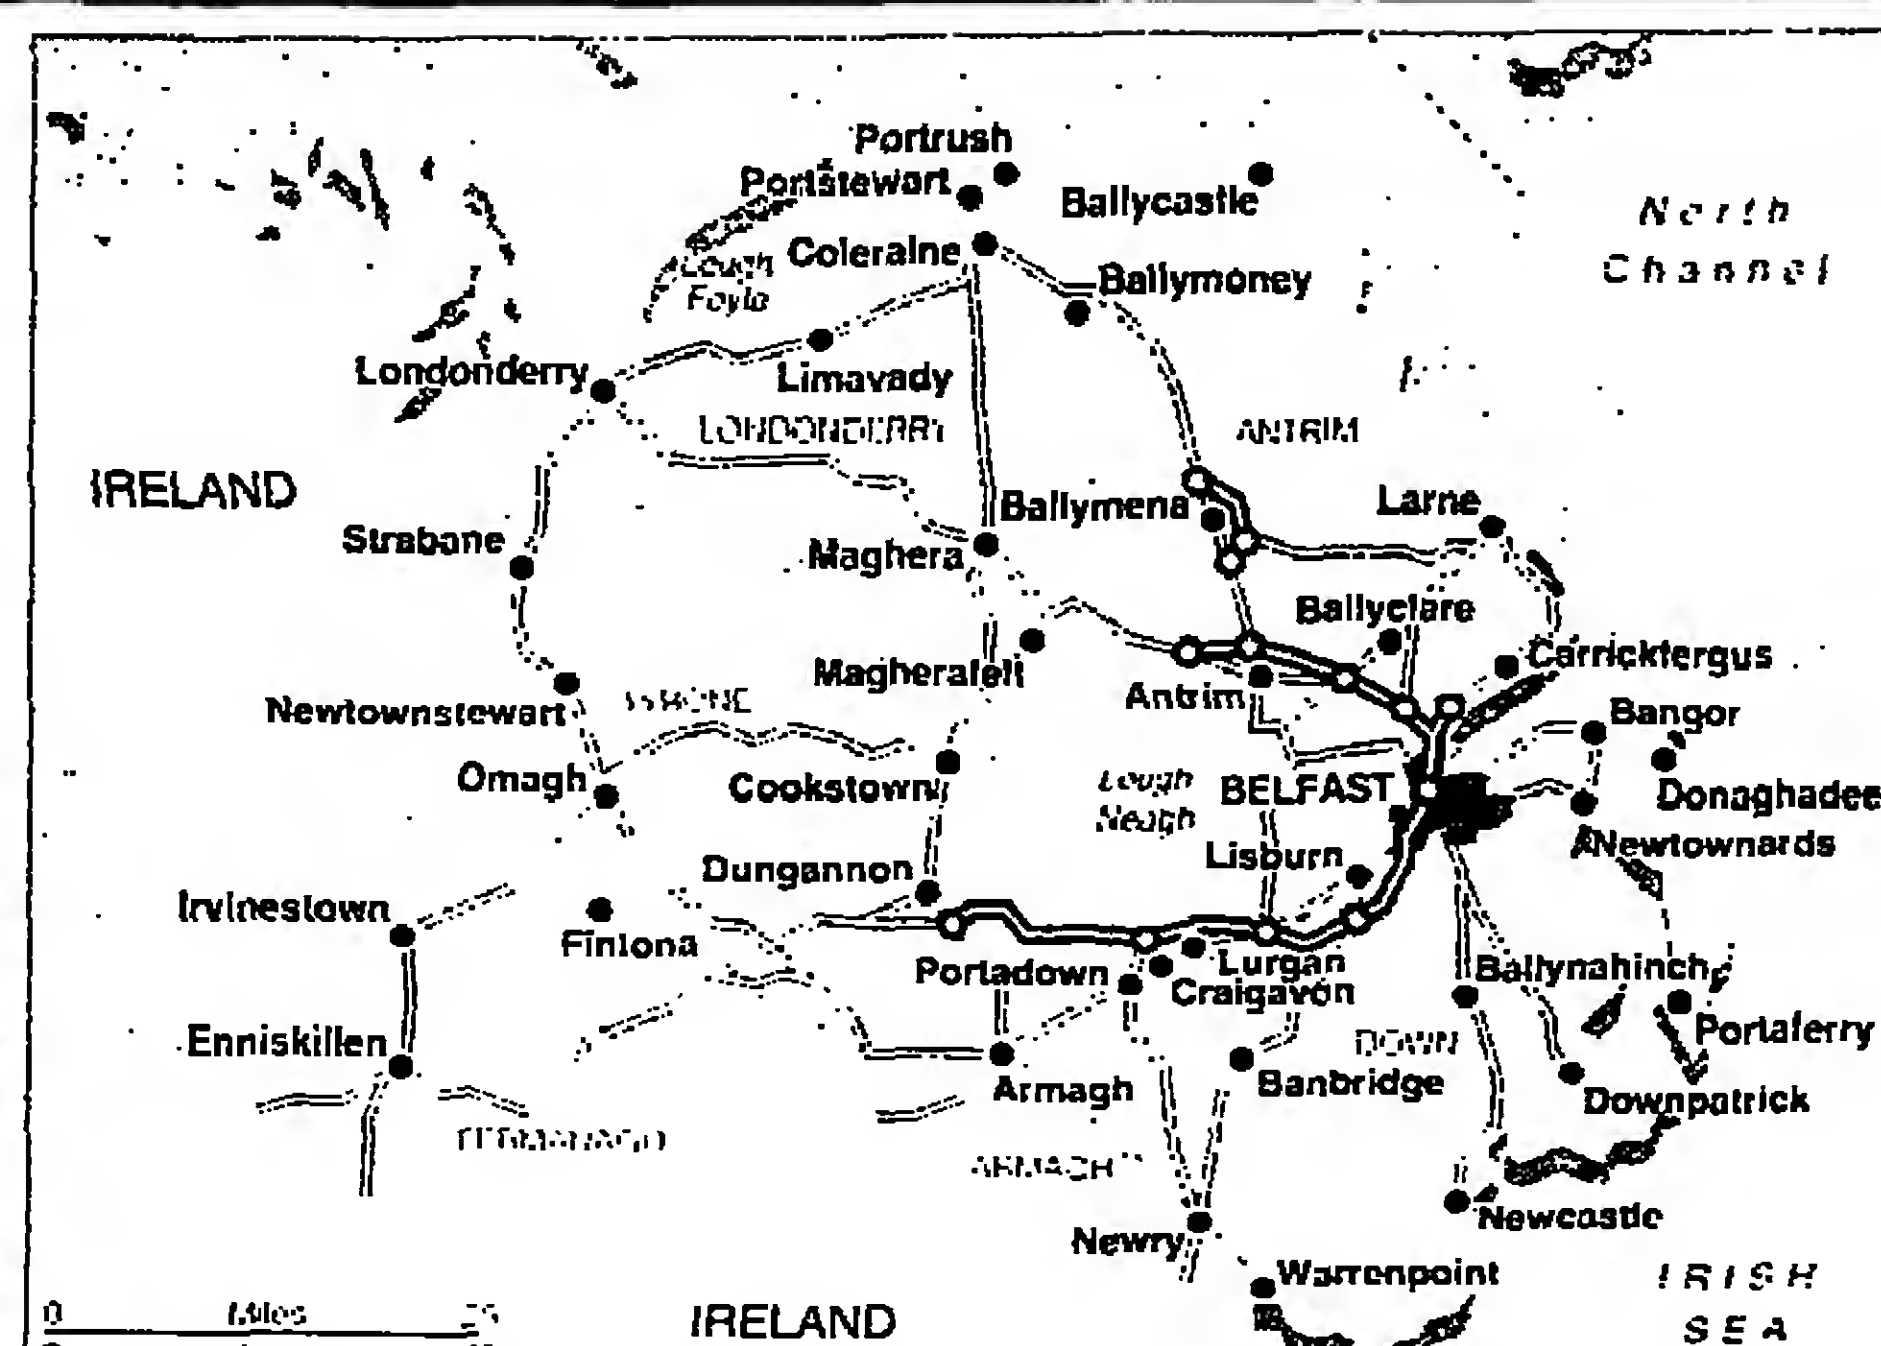 Portrush
Portstewart
Ballycastle
North
Channel
Coleraine
Lough
Foyle
Ballymoney
Londonderry
Limavady
LONDONDERRY
ANTRIM
IRELAND
Ballymena
Larne
Strabane
Maghera
Ballyclare
Carrickfergus
Magherafelt
Antrim
Newtownstewart
Bangor
Omagh
Cookstown
Lough
Neagh
BELFAST
Donaghadee
Newtownards
Lisburn
Dungannon
Irvinestown
Fintona
Portadown
Lurgan
Craigavon
Ballynahinch
Portaferry
Enniskillen
DOWN
Armagh
Banbridge
Downpatrick
ARMAGH
Newcastle
Newry
Warrenpoint
IRISH
SEA
0 Miles
IRELAND